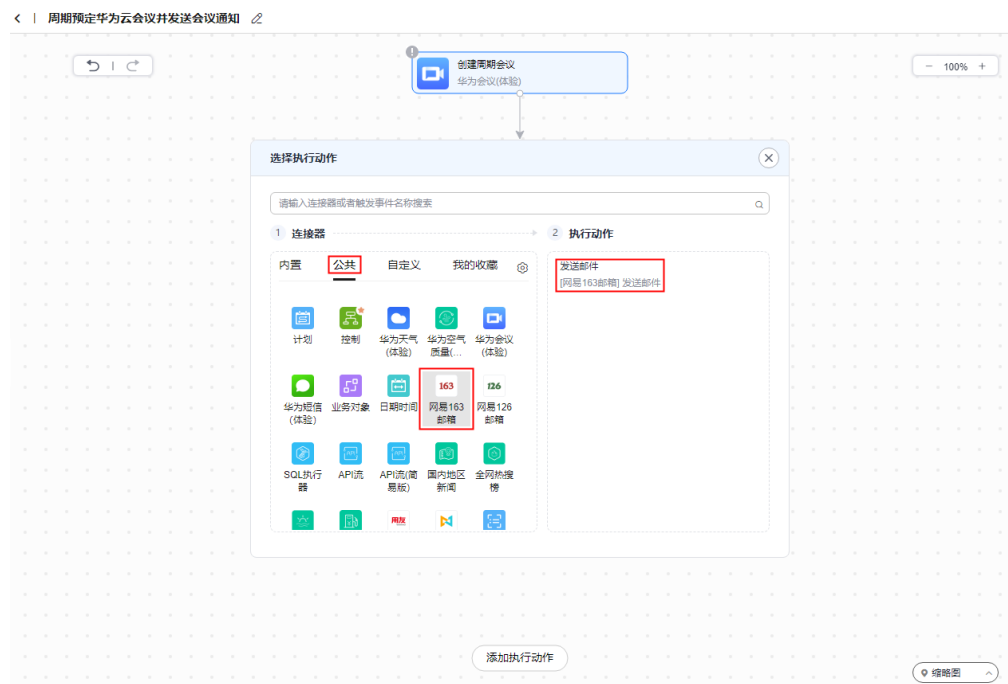 周期预定华为云会议并发送会议通知
创建周期会议
华为会议(体验)
100%
选择执行动作
请输入连接器或者触发事件名称搜索
1 连接器
2 执行动作
内置 公共 自定义 我的收藏
发送邮件
[网易163邮箱] 发送邮件
计划 控制 华为天气 华为空气 华为会议
(体验) 质量(... (体验)
163 126
华为短信 业务对象 日期时间 网易163 网易126
(体验) 邮箱 邮箱
SQL执行 API流 API流(简 国内地区 全网热搜
器 易版) 新闻 榜
用友
添加执行动作
缩略图